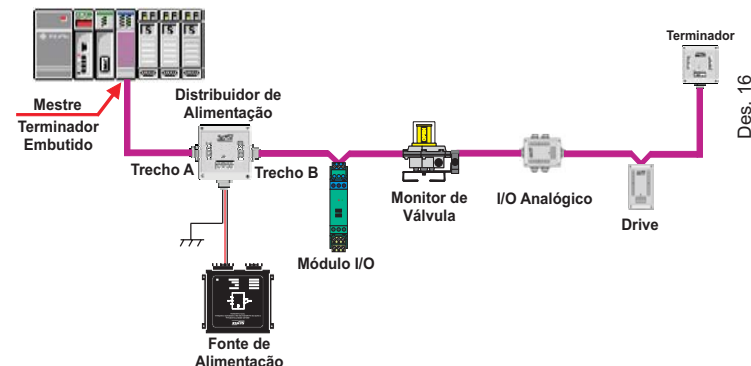 Mestre
Terminador
Embutido
Distribuidor de
Alimentação
Trecho A
Trecho B
Fonte de
Alimentação
Módulo I/O
Monitor de
Válvula
I/O Analógico
Drive
Terminador
Des. 16